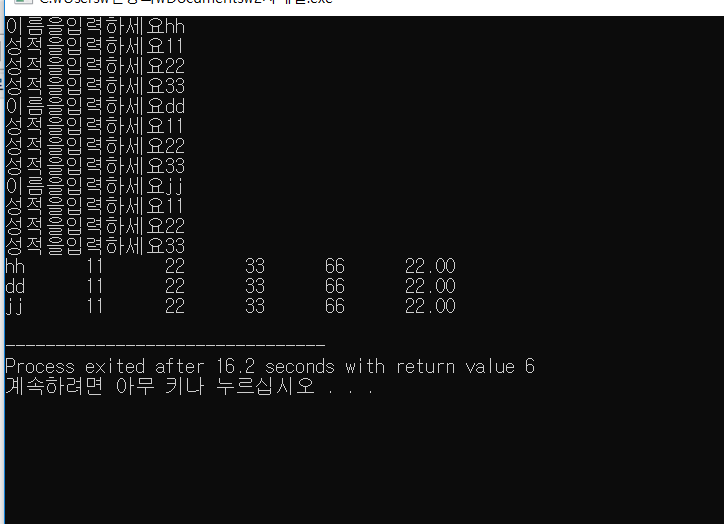 이름을입력하세요hh
성적을입력하세요11
성적을입력하세요22
성적을입력하세요33
이름을입력하세요dd
성적을입력하세요11
성적을입력하세요22
성적을입력하세요33
이름을입력하세요jj
성적을입력하세요11
성적을입력하세요22
성적을입력하세요33
hh 11 22 33 66 22.00
dd 11 22 33 66 22.00
jj 11 22 33 66 22.00
--------------------------------
Process exited after 16.2 seconds with return value 6
계속하려면 아무 키나 누르십시오 . . .